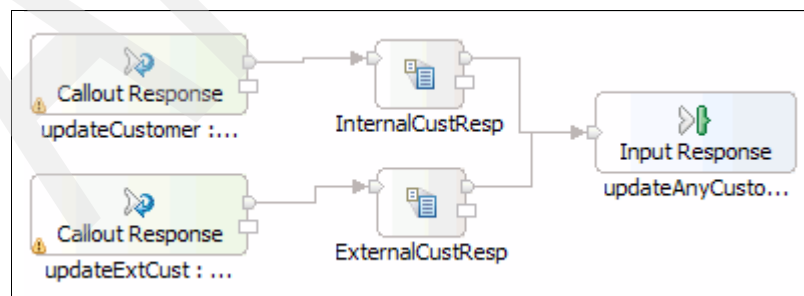 Callout Response
updateCustomer :...
InternalCustResp
Input Response
updateAnyCusto...
Callout Response
updateExtCust : ...
ExternalCustResp